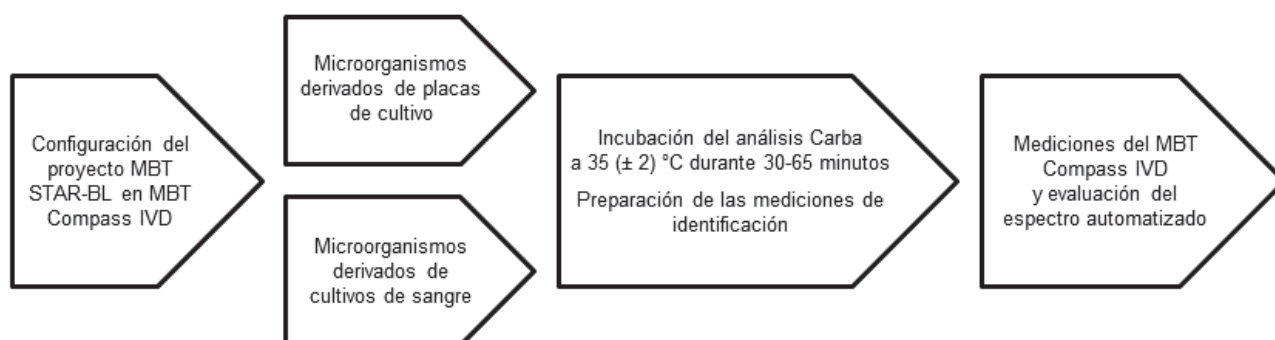 Configuración del
proyecto MBT
STAR-BL en MBT
Compass IVD
Microorganismos
derivados de placas
de cultivo
Microorganismos
derivados de
cultivos de sangre
Incubación del análisis Carba
a 35 (± 2) °C durante 30-65 minutos
Preparación de las mediciones de
identificación
Mediciones del MBT
Compass IVD
y evaluación del
espectro automatizado